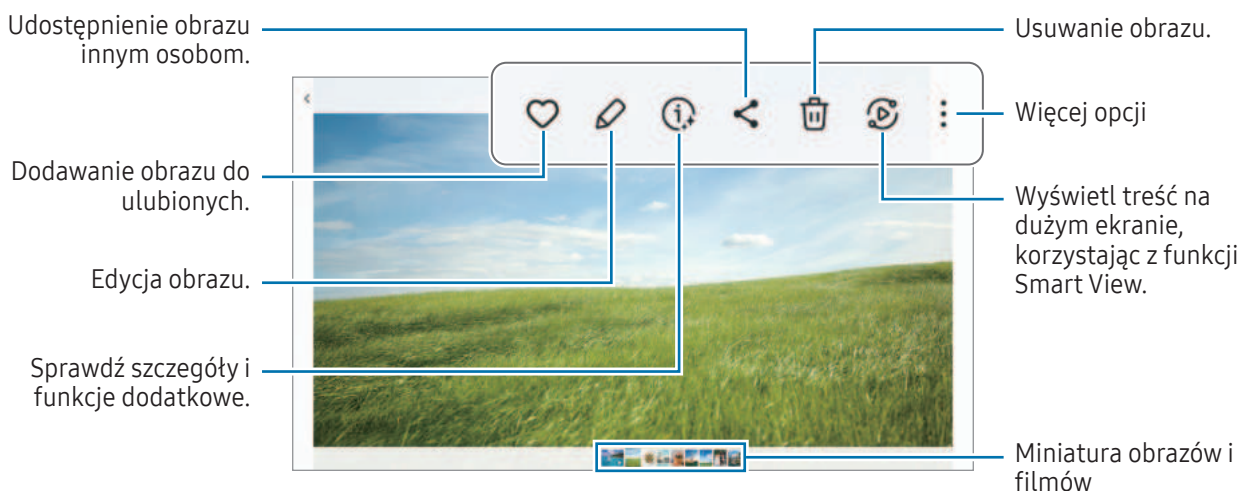 Udostępnienie obrazu
innym osobom.
Usuwanie obrazu.
Więcej opcji
Dodawanie obrazu do
ulubionych.
Wyświetl treść na
dużym ekranie,
korzystając z funkcji
Smart View.
Edycja obrazu.
Sprawdź szczegóły i
funkcje dodatkowe.
Miniatura obrazów i
filmów